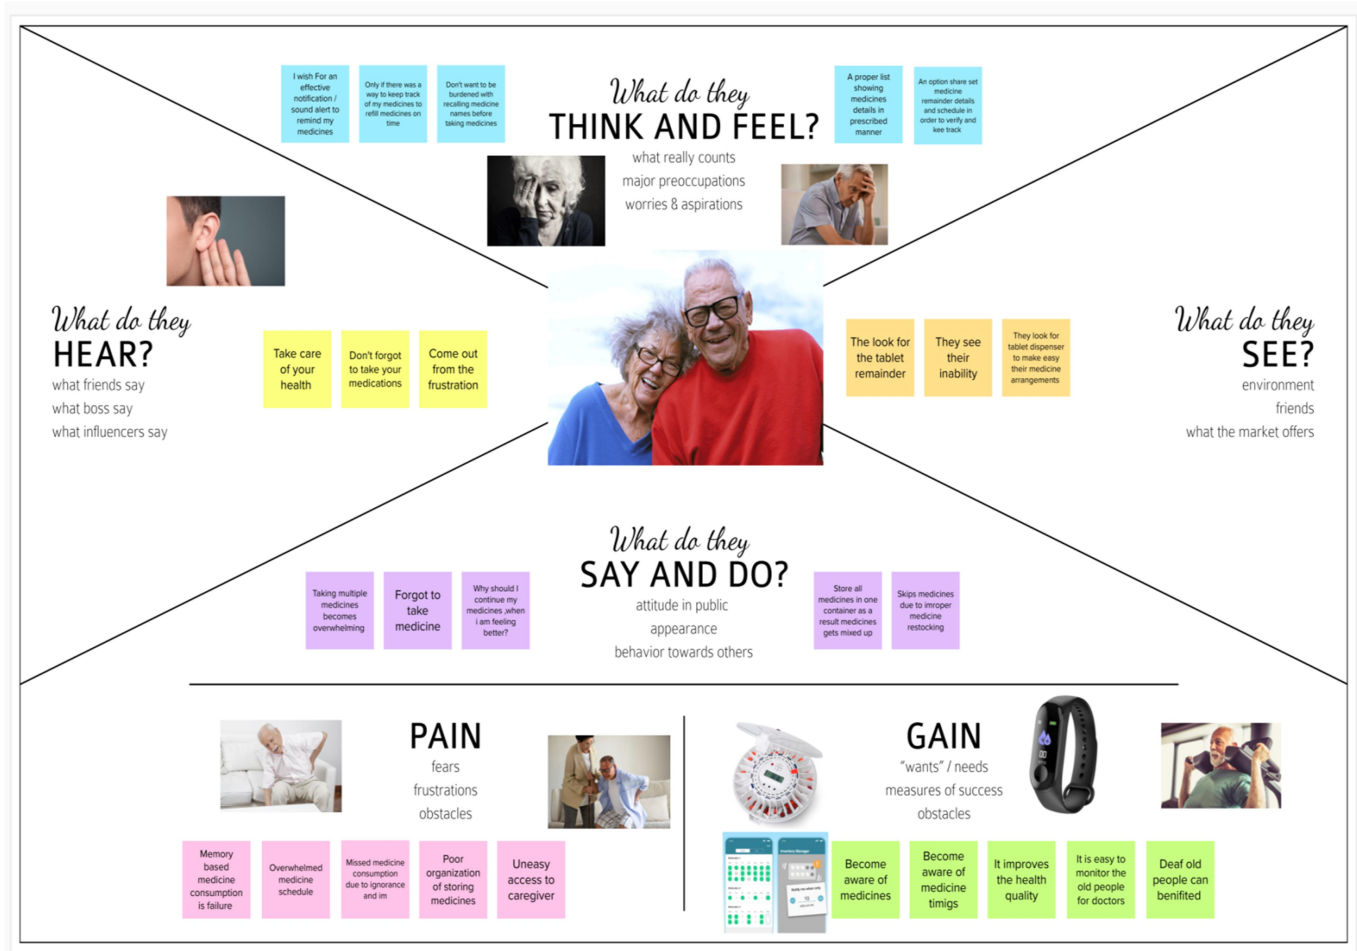 What do they
THINK AND FEEL?
what really counts
major preoccupations
worries & aspirations
I wish For an
effective
notification /
sound alert to
remind my
medicines
Only if there was a
way to keep track
of my medicines to
refill medicines on
time
Don't want to be
burdened with
recalling medicine
names before
taking medicines
A proper list
showing
medicines
details in
prescribed
manner
An option share set
medicine
remainder details
and schedule in
order to verify and
kee track
What do they
HEAR?
what friends say
what boss say
what influencers say
Take care
of your
health
Don't forgot
to take your
medications
Come out
from the
frustration
The look for
the tablet
remainder
They see
their
inability
They look for
tablet dispenser
to make easy
their medicine
arrangements
What do they
SEE?
environment
friends
what the market offers
What do they
SAY AND DO?
attitude in public
appearance
behavior towards others
Taking multiple
medicines
becomes
overwhelming
Forgot to
take
medicine
Why should I
continue my
medicines ,when
i am feeling
better?
Store all
medicines in one
container as a
result medicines
gets mixed up
Skips medicines
due to imroper
medicine
restocking
PAIN
fears
frustrations
obstacles
Memory
based
medicine
consumption
is failure
Overwhelmed
medicine
schedule
Missed medicine
consumption
due to ignorance
and im
Poor
organization
of storing
medicines
Uneasy
access to
caregiver
GAIN
"wants" / needs
measures of success
obstacles
Become
aware of
medicines
Become
aware of
medicine
timigs
It improves
the health
quality
It is easy to
monitor the
old people
for doctors
Deaf old
people can
benifited